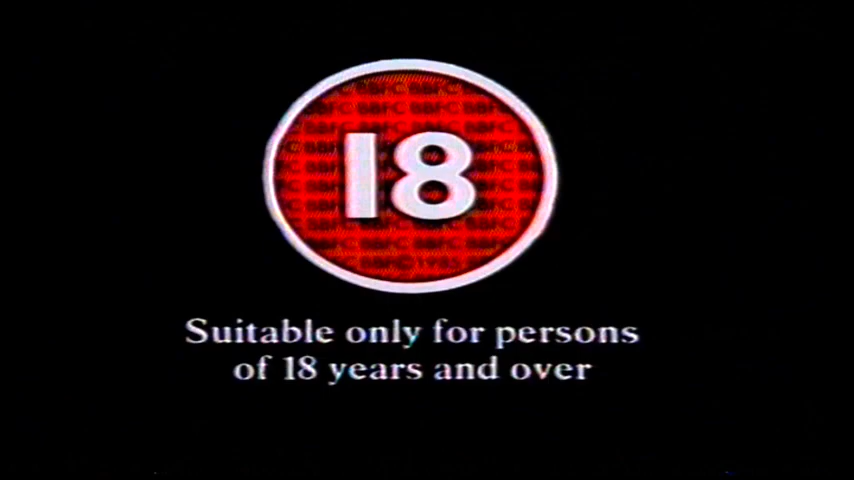 18
Suitable only for persons
of 18 years and over